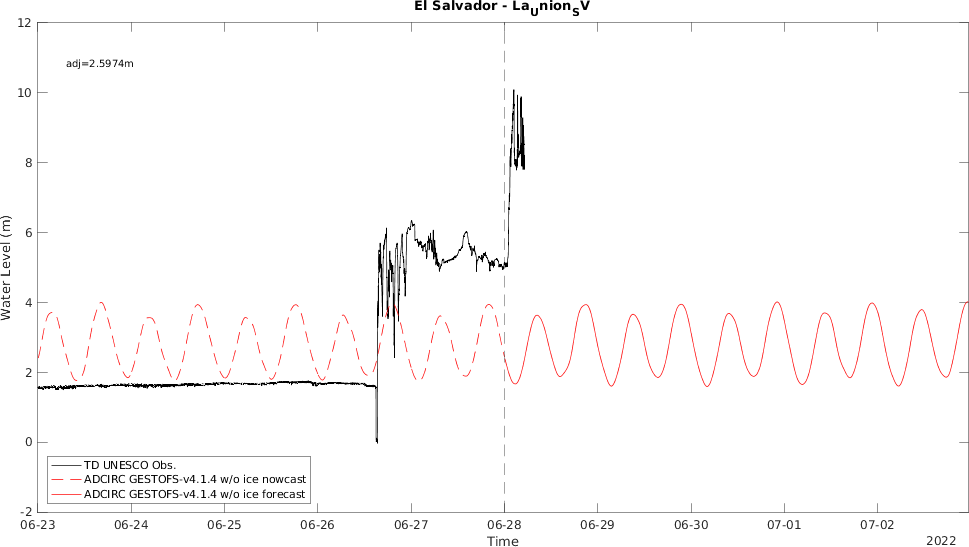 El Salvador - LaUnionSV
adj=2.5974m
12
10
8
6
4
2
0
-2
Water Level (m)
TD UNESCO Obs.
ADCIRC GESTOFS-v4.1.4 w/o ice nowcast
ADCIRC GESTOFS-v4.1.4 w/o ice forecast
06-23 06-24 06-25 06-26 06-27 06-28 06-29 06-30 07-01 07-02
Time
2022